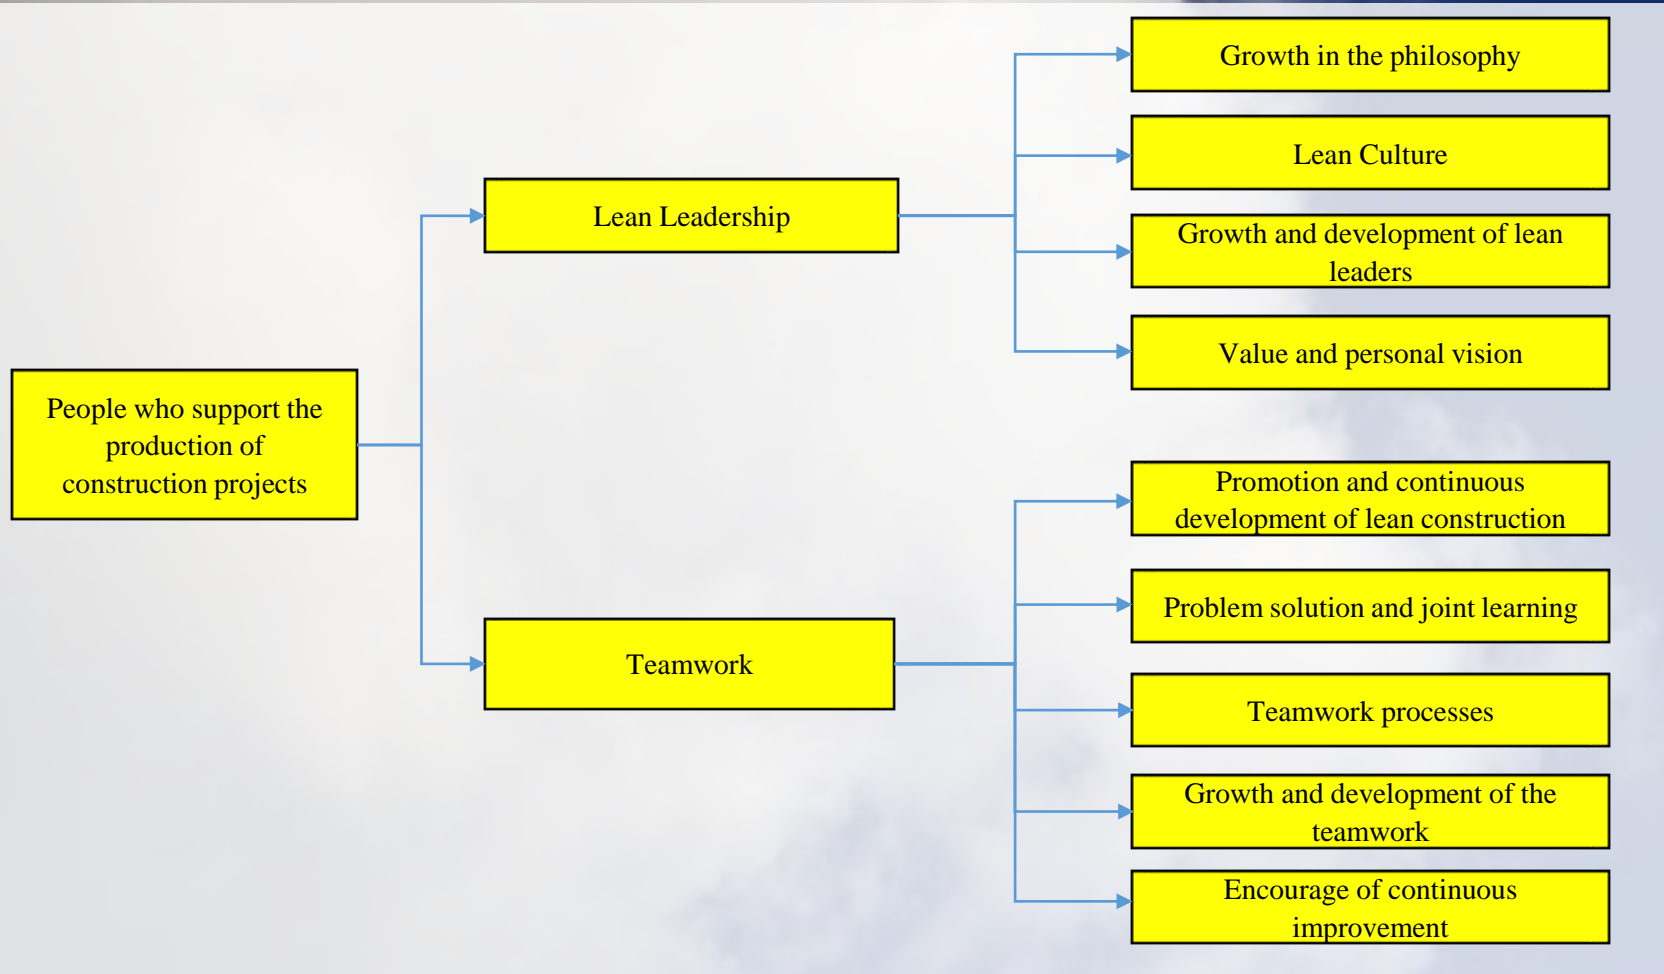 People who support the
production of
construction projects
Lean Leadership
Growth in the philosophy
Lean Culture
Growth and development of lean
leaders
Value and personal vision
Teamwork
Promotion and continuous
development of lean construction
Problem solution and joint learning
Teamwork processes
Growth and development of the
teamwork
Encourage of continuous
improvement